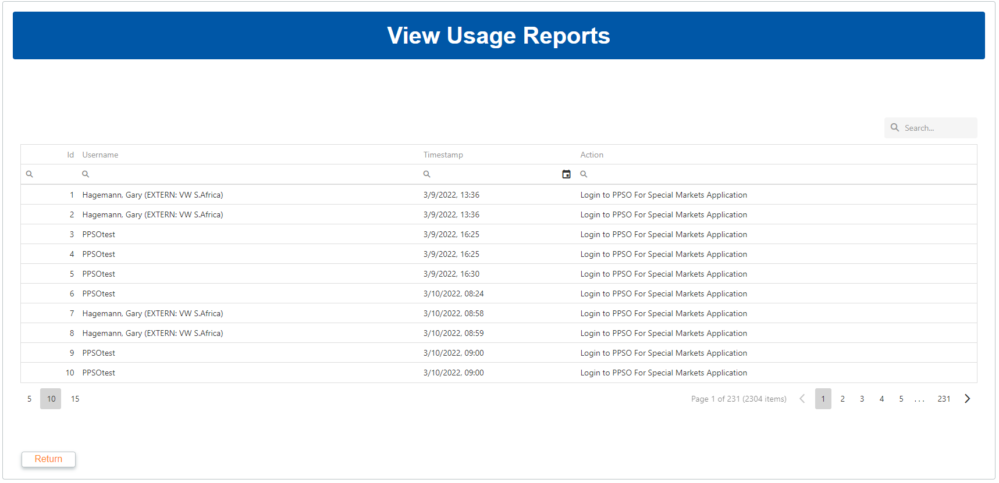 View Usage Reports
Search...
Id Username Timestamp Action
1 Hagemann, Gary (EXTERN: VW S.Africa) 3/9/2022, 13:36 Login to PPSO For Special Markets Application
2 Hagemann, Gary (EXTERN: VW S.Africa) 3/9/2022, 13:36 Login to PPSO For Special Markets Application
3 PPSOtest 3/9/2022, 16:25 Login to PPSO For Special Markets Application
4 PPSOtest 3/9/2022, 16:25 Login to PPSO For Special Markets Application
5 PPSOtest 3/9/2022, 16:30 Login to PPSO For Special Markets Application
6 PPSOtest 3/10/2022, 08:24 Login to PPSO For Special Markets Application
7 Hagemann, Gary (EXTERN: VW S.Africa) 3/10/2022, 08:58 Login to PPSO For Special Markets Application
8 Hagemann, Gary (EXTERN: VW S.Africa) 3/10/2022, 08:59 Login to PPSO For Special Markets Application
9 PPSOtest 3/10/2022, 09:00 Login to PPSO For Special Markets Application
10 PPSOtest 3/10/2022, 09:00 Login to PPSO For Special Markets Application
5 10 15 Page 1 of 231 (2304 items) 1 2 3 4 5 ... 231
Return